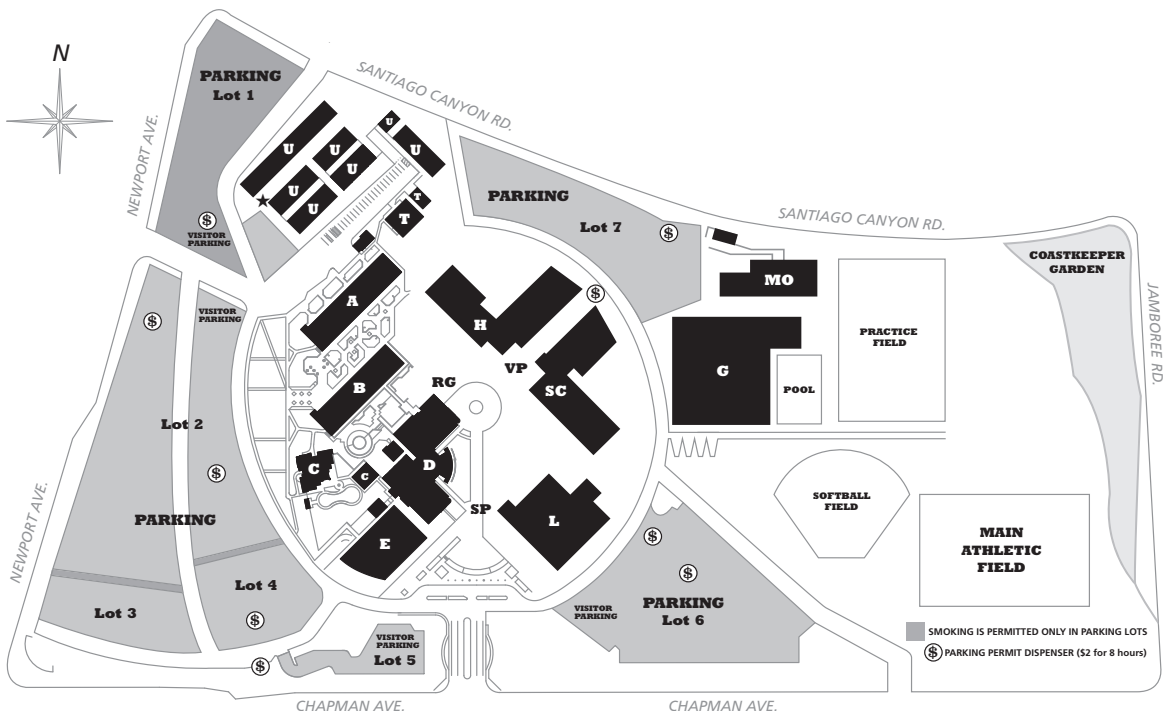 N
PARKING
Lot 1
SANTIAGO CANYON RD.
NEWPORT AVE.
$
VISITOR
PARKING
U
U
U
U
U
U
U
U
T
T
PARKING
Lot 7
$
SANTIAGO CANYON RD.
COASTKEEPER
GARDEN
JAMBOREE RD.
MO
PRACTICE
FIELD
POOL
G
$
VISITOR
PARKING
$
A
H
VP
SC
B
RG
Lot 2
$
C
C
D
SP
E
L
SOFTBALL
FIELD
MAIN
ATHLETIC
FIELD
PARKING
NEWPORT AVE.
Lot 3
Lot 4
$
$
VISITOR
PARKING
Lot 5
$
$
VISITOR
PARKING
PARKING
Lot 6
SMOKING IS PERMITTED ONLY IN PARKING LOTS
$ PARKING PERMIT DISPENSER ($2 for 8 hours)
CHAPMAN AVE.
CHAPMAN AVE.